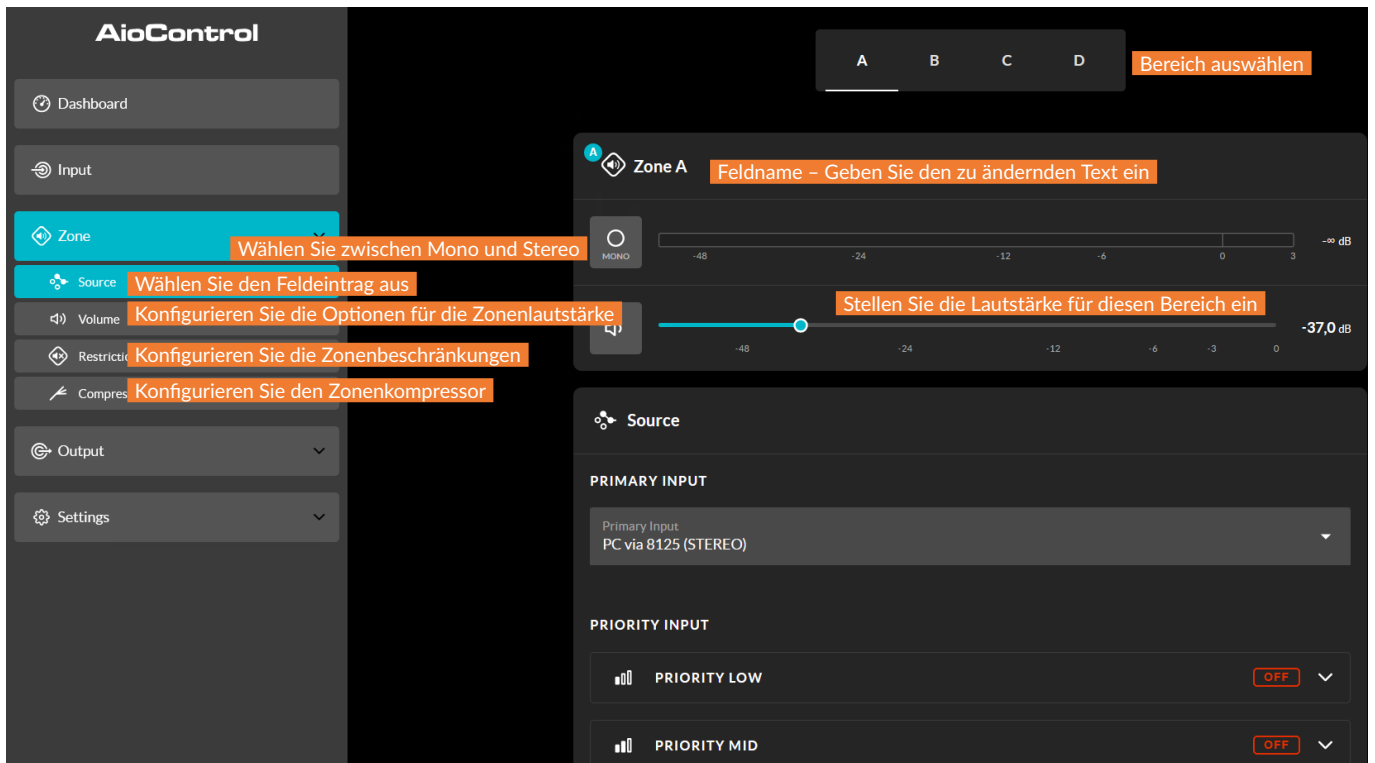 AioControl
A B C D
Bereich auswählen
Dashboard
Input
Zone
Wählen Sie zwischen Mono und Stereo
Source
Wählen Sie den Feldeintrag aus
Volume
Konfigurieren Sie die Optionen für die Zonenlautstärke
Konfigurieren Sie die Zonenbeschränkungen
Konfigurieren Sie den Zonenkompressor
Output
Settings
A
Zone A
Feldname – Geben Sie den zu ändernden Text ein
MONO
-48 -24 -12 -6 0 3
-∞ dB
Stellen Sie die Lautstärke für diesen Bereich ein
-37,0 dB
-48 -24 -12 -6 -3 0
Source
PRIMARY INPUT
Primary Input
PC via 8125 (STEREO)
PRIORITY INPUT
PRIORITY LOW OFF
PRIORITY MID OFF